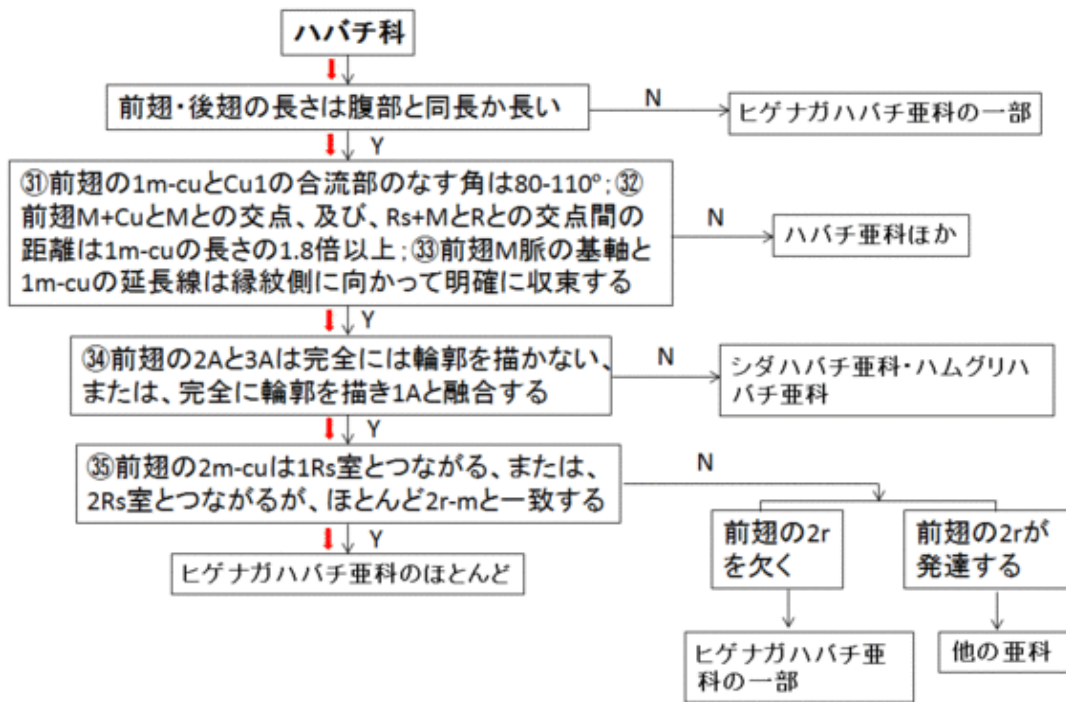 ハバチ科
前翅・後翅の長さは腹部と同長か長い
N
ヒゲナガハバチ亜科の一部
Y
㉛前翅の1m-cuとCu1の合流部のなす角は80-110º;㉜
前翅M+CuとMとの交点、及び、Rs+MとRとの交点間の
距離は1m-cuの長さの1.8倍以上;㉝前翅M脈の基軸と
1m-cuの延長線は縁紋側に向かって明確に収束する
N
ハバチ亜科ほか
Y
㉞前翅の2Aと3Aは完全には輪郭を描かない、
または、完全に輪郭を描き1Aと融合する
N
シダハバチ亜科・ハムグリハ
バチ亜科
Y
㉟前翅の2m-cuは1Rs室とつながる、または、
2Rs室とつながるが、ほとんど2r-mと一致する
N
Y
ヒゲナガハバチ亜科のほとんど
前翅の2r
を欠く
前翅の2rが
発達する
ヒゲナガハバチ亜
科の一部
他の亜科